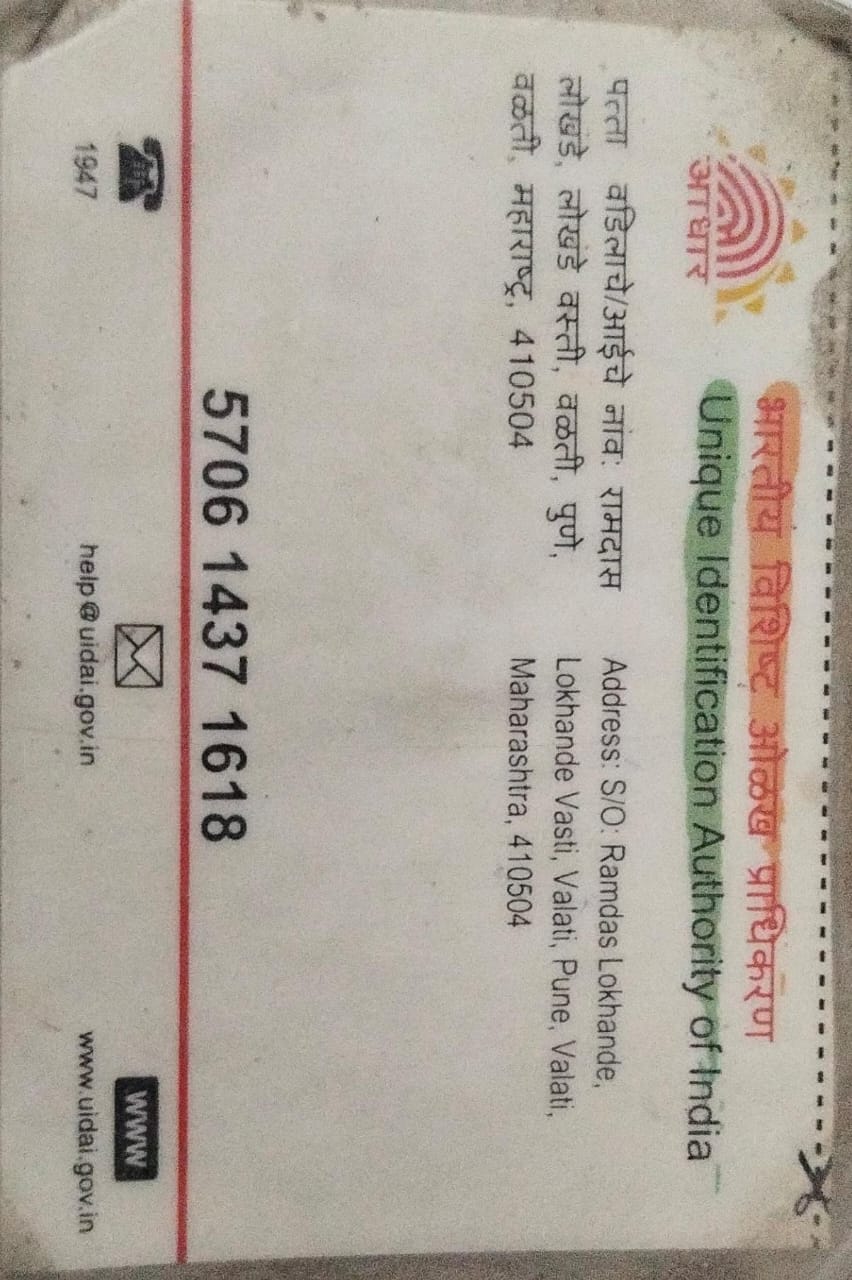 भारतीय विशिष्ट ओळख प्राधिकरण
Unique Identification Authority of India
आधार
पत्ता वडिलाचे/आईचे नांव: रामदास
लोखंडे, लोखंडे वस्ती, वळती, पुणे,
वळती, महाराष्ट्र, 410504
Address: S/O: Ramdas Lokhande,
Lokhande Vasti, Valati, Pune, Valati,
Maharashtra, 410504
5706 1437 1618
1947
help@uidai.gov.in
www
www.uidai.gov.in